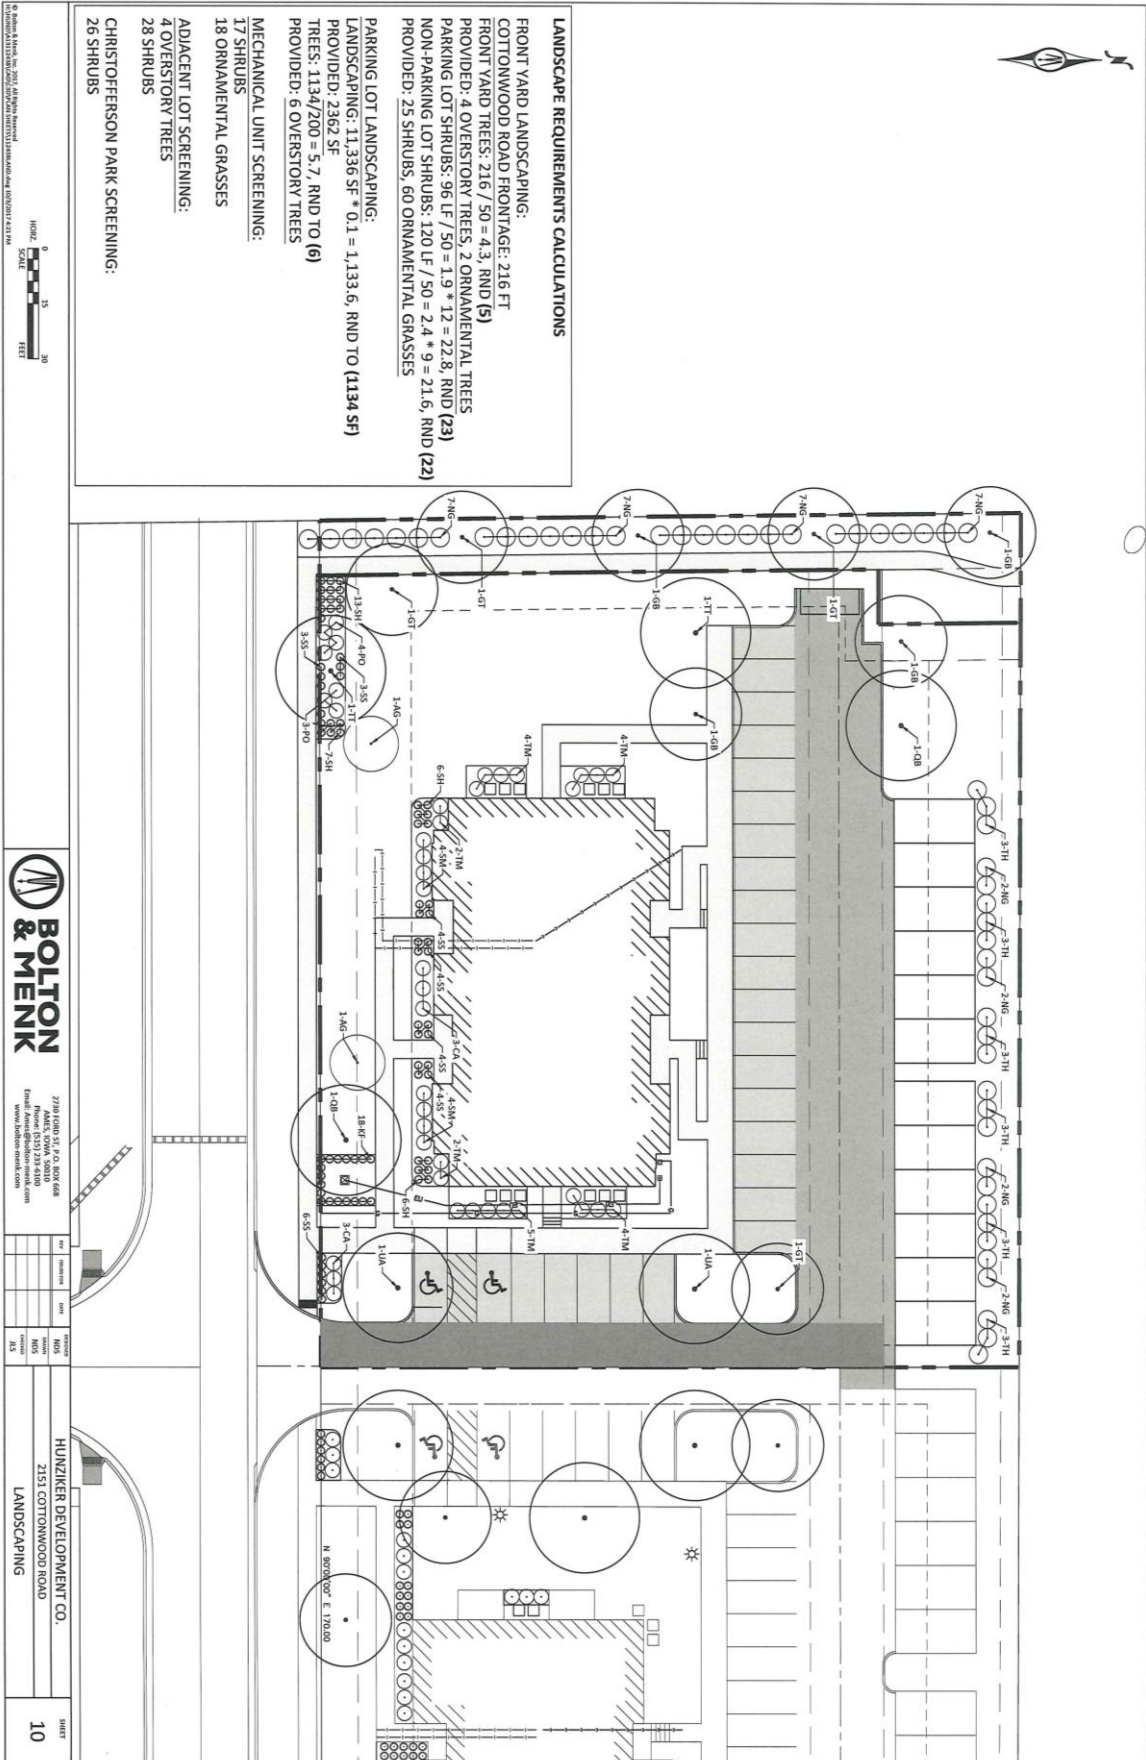 LANDSCAPE REQUIREMENTS CALCULATIONS
FRONT YARD LANDSCAPING:
COTTONWOOD ROAD FRONTAGE: 216 FT
FRONT YARD TREES: 216 / 50 = 4.3, RND (5)
PROVIDED: 4 OVERSTORY TREES, 2 ORNAMENTAL TREES
PARKING LOT SHRUBS: 96 LF / 50 = 1.9 * 12 = 22.8, RND (23)
NON-PARKING LOT SHRUBS: 120 LF / 50 = 2.4 * 9 = 21.6, RND (22)
PROVIDED: 25 SHRUBS, 60 ORNAMENTAL GRASSES
PARKING LOT LANDSCAPING:
LANDSCAPING: 11,336 SF * 0.1 = 1,133.6, RND TO (1134 SF)
PROVIDED: 2362 SF
TREES: 1134/200 = 5.7, RND TO (6)
PROVIDED: 6 OVERSTORY TREES
MECHANICAL UNIT SCREENING:
17 SHRUBS
18 ORNAMENTAL GRASSES
ADJACENT LOT SCREENING:
4 OVERSTORY TREES
28 SHRUBS
CHRISTOFFERSON PARK SCREENING:
26 SHRUBS
N
7-NG
1-GT
7-NG
1-GB
7-NG
1-GT
7-NG
1-GB
1-GT
1-TT
1-GB
1-GB
1-QB
13-SH
4-PO
3-SS
3-SS
1-TT
3-PO
7-SH
1-AG
4-TM
4-TM
6-SH
2-TM
4-SM
4-SS
4-SS
3-CA
4-SS
4-SS
4-SM
2-TM
6-SH
1-AG
1-QB
18-KF
5-TM
4-TM
6-SS
3-CA
1-UA
1-UA
1-GT
3-TH
2-NG
3-TH
2-NG
3-TH
3-TH
2-NG
3-TH
2-NG
3-TH
N 90°00'00" E 170.00
© Bolton & Menk, Inc. 2017, All Rights Reserved
0 15 30
HORZ.
SCALE FEET
BOLTON
& MENK
2730 FORD ST, P.O. BOX 668
AMES, IOWA 50010
Phone: (515) 233-6100
Email: Ames@bolton-menk.com
www.bolton-menk.com
REV ISSUED FOR DATE
DESIGNED
NDS
DRAWN
NDS
CHECKED
JLS
HUNZIKER DEVELOPMENT CO.
2151 COTTONWOOD ROAD
LANDSCAPING
SHEET
10